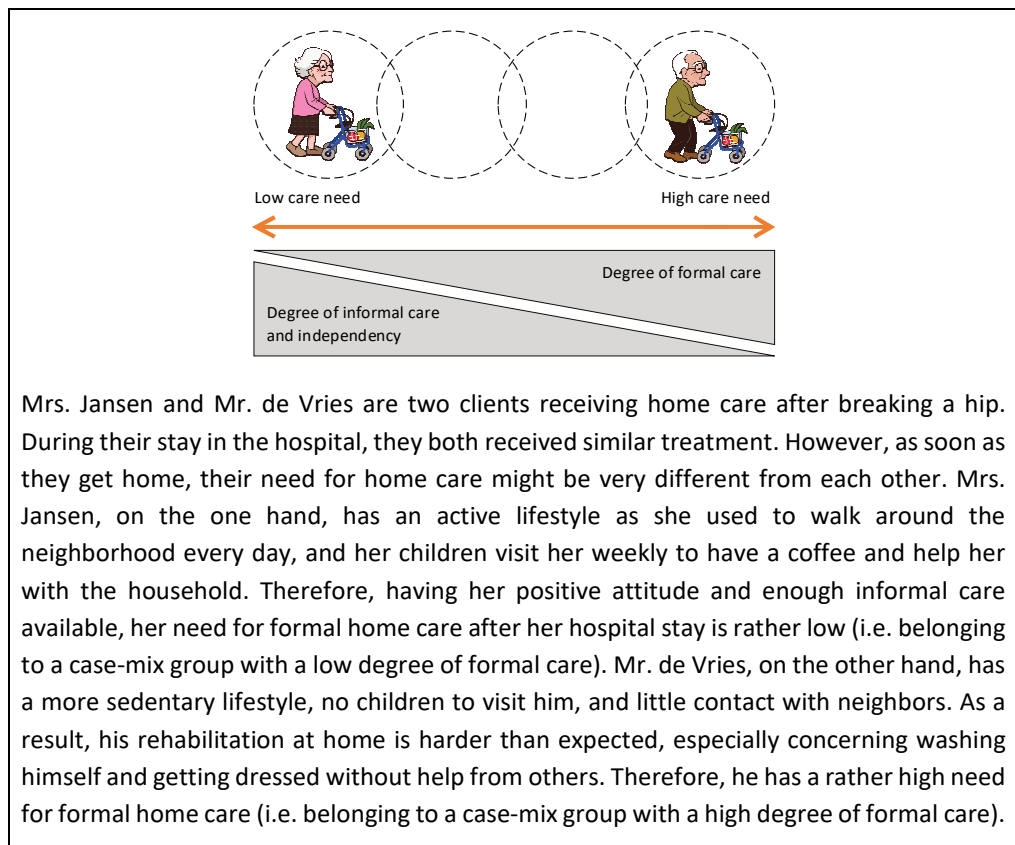 Low care need
High care need
Degree of formal care
Degree of informal care
and independency
Mrs. Jansen and Mr. de Vries are two clients receiving home care after breaking a hip.
During their stay in the hospital, they both received similar treatment. However, as soon as
they get home, their need for home care might be very different from each other. Mrs.
Jansen, on the one hand, has an active lifestyle as she used to walk around the
neighborhood every day, and her children visit her weekly to have a coffee and help her
with the household. Therefore, having her positive attitude and enough informal care
available, her need for formal home care after her hospital stay is rather low (i.e. belonging
to a case-mix group with a low degree of formal care). Mr. de Vries, on the other hand, has
a more sedentary lifestyle, no children to visit him, and little contact with neighbors. As a
result, his rehabilitation at home is harder than expected, especially concerning washing
himself and getting dressed without help from others. Therefore, he has a rather high need
for formal home care (i.e. belonging to a case-mix group with a high degree of formal care).